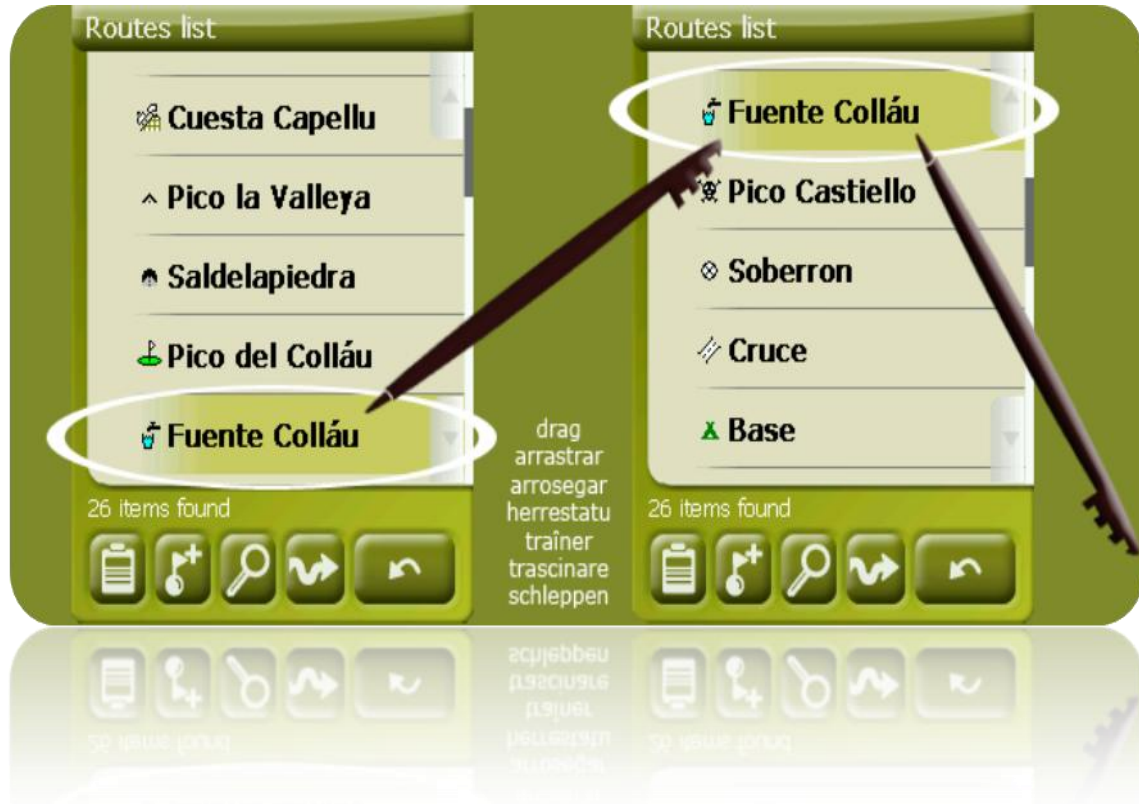 Routes list
Cuesta Capellu
Pico la Valleya
Saldelapiedra
Pico del Colláu
Fuente Colláu
26 items found
drag
arrastrar
arrosegar
herrestatu
traîner
trascinare
schleppen
Routes list
Fuente Colláu
Pico Castiello
Soberron
Cruce
Base
26 items found